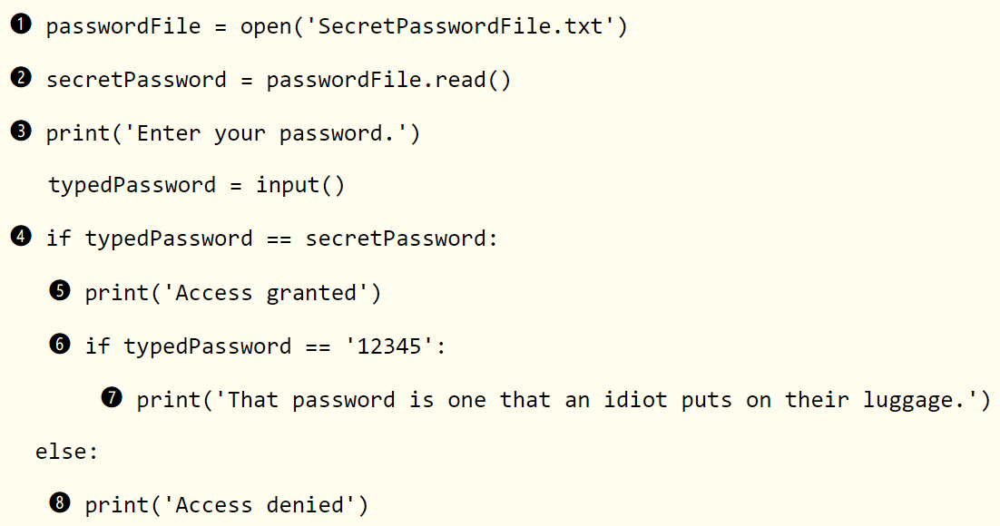 ❶ passwordFile = open('SecretPasswordFile.txt')
❷ secretPassword = passwordFile.read()
❸ print('Enter your password.')
typedPassword = input()
❹ if typedPassword == secretPassword:
❺ print('Access granted')
❻ if typedPassword == '12345':
❼ print('That password is one that an idiot puts on their luggage.')
else:
❽ print('Access denied')